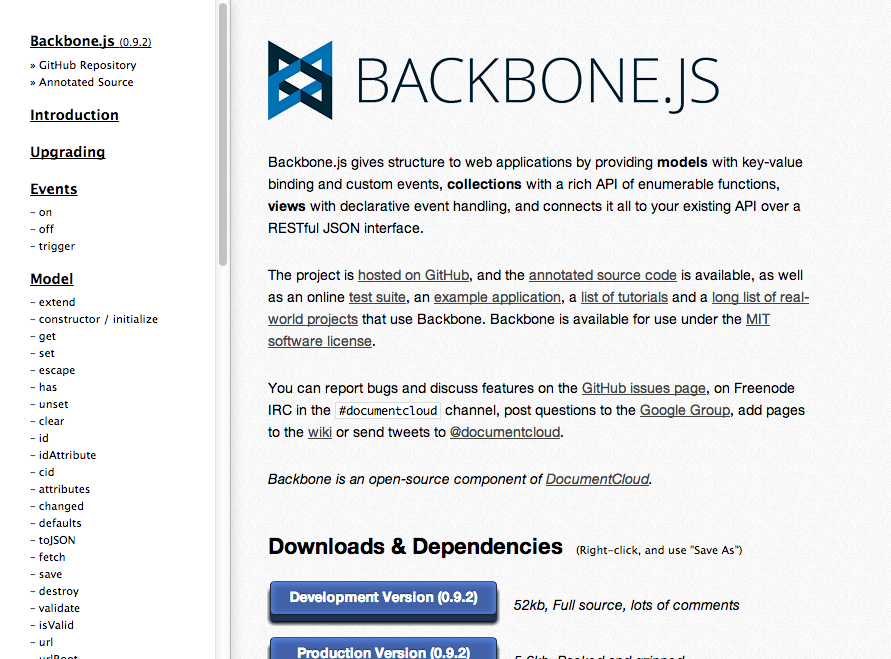 Backbone.js (0.9.2)
» GitHub Repository
» Annotated Source
Introduction
Upgrading
Events
– on
– off
– trigger
Model
– extend
– constructor / initialize
– get
– set
– escape
– has
– unset
– clear
– id
– idAttribute
– cid
– attributes
– changed
– defaults
– toJSON
– fetch
– save
– destroy
– validate
– isValid
– url
– urlRoot
BACKBONE.JS
Backbone.js gives structure to web applications by providing models with key-value
binding and custom events, collections with a rich API of enumerable functions,
views with declarative event handling, and connects it all to your existing API over a
RESTful JSON interface.
The project is hosted on GitHub, and the annotated source code is available, as well
as an online test suite, an example application, a list of tutorials and a long list of real-
world projects that use Backbone. Backbone is available for use under the MIT
software license.
You can report bugs and discuss features on the GitHub issues page, on Freenode
IRC in the #documentcloud channel, post questions to the Google Group, add pages
to the wiki or send tweets to @documentcloud.
Backbone is an open-source component of DocumentCloud.
Downloads & Dependencies (Right-click, and use "Save As")
Development Version (0.9.2) 52kb, Full source, lots of comments
Production Version (0.9.2) 5.6kb, Packed and gzipped